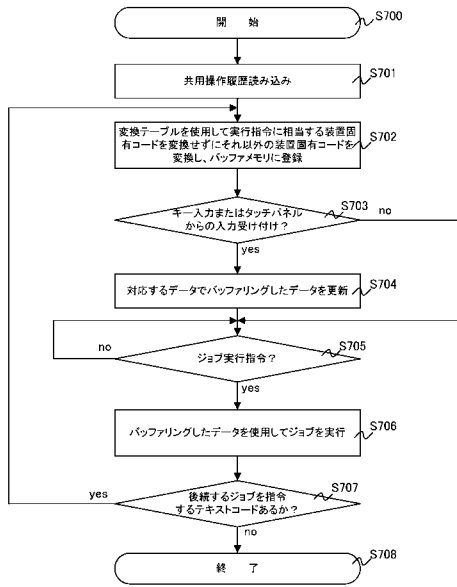 開 始
S700
共用操作履歴読み込み
S701
変換テーブルを使用して実行指令に相当する装置固
有コードを変換せずにそれ以外の装置固有コードを
変換し、バッファメモリに登録
S702
キー入力またはタッチパネル
からの入力受け付け?
S703
no
yes
対応するデータでバッファリングしたデータを更新
S704
no
ジョブ実行指令?
S705
yes
バッファリングしたデータを使用してジョブを実行
S706
yes
後続するジョブを指令
するテキストコードあるか?
S707
no
終 了
S708